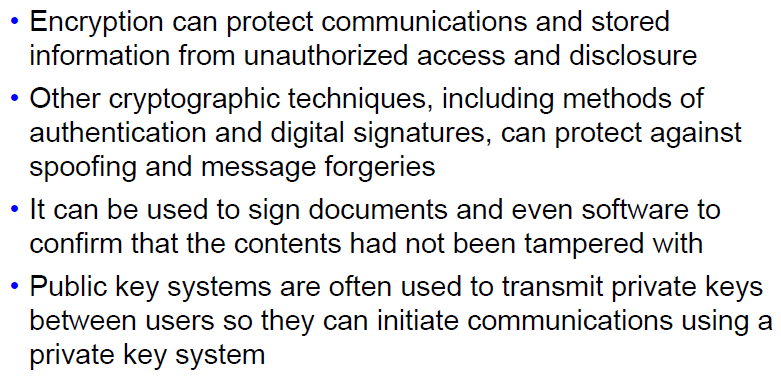 • Encryption can protect communications and stored
information from unauthorized access and disclosure
• Other cryptographic techniques, including methods of
authentication and digital signatures, can protect against
spoofing and message forgeries
• It can be used to sign documents and even software to
confirm that the contents had not been tampered with
• Public key systems are often used to transmit private keys
between users so they can initiate communications using a
private key system